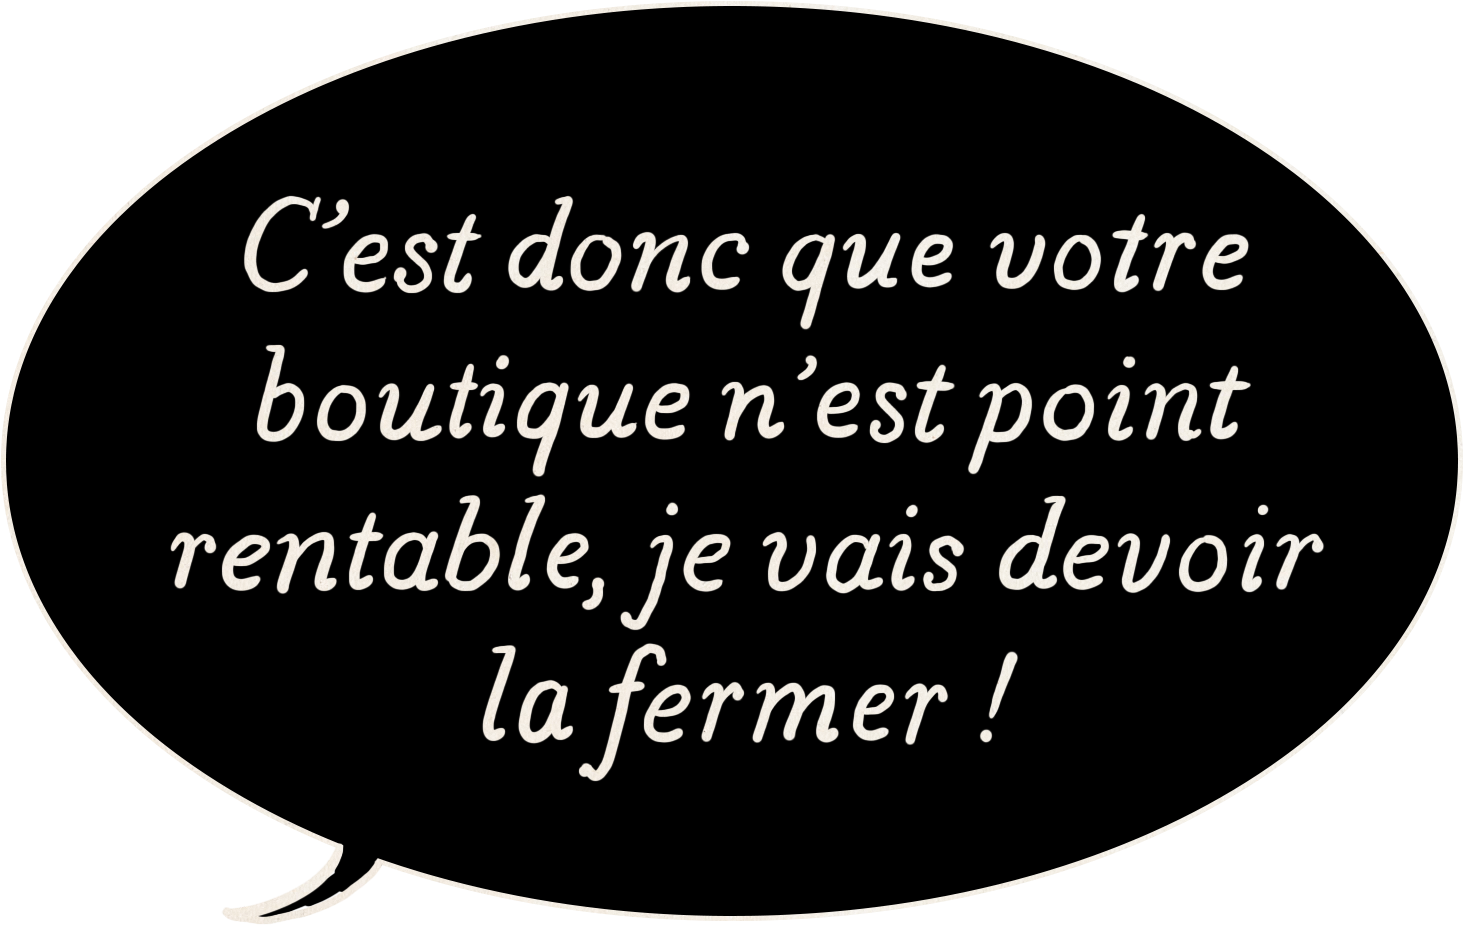 C’est donc que votre
boutique n’est point
rentable, je vais devoir
la fermer !